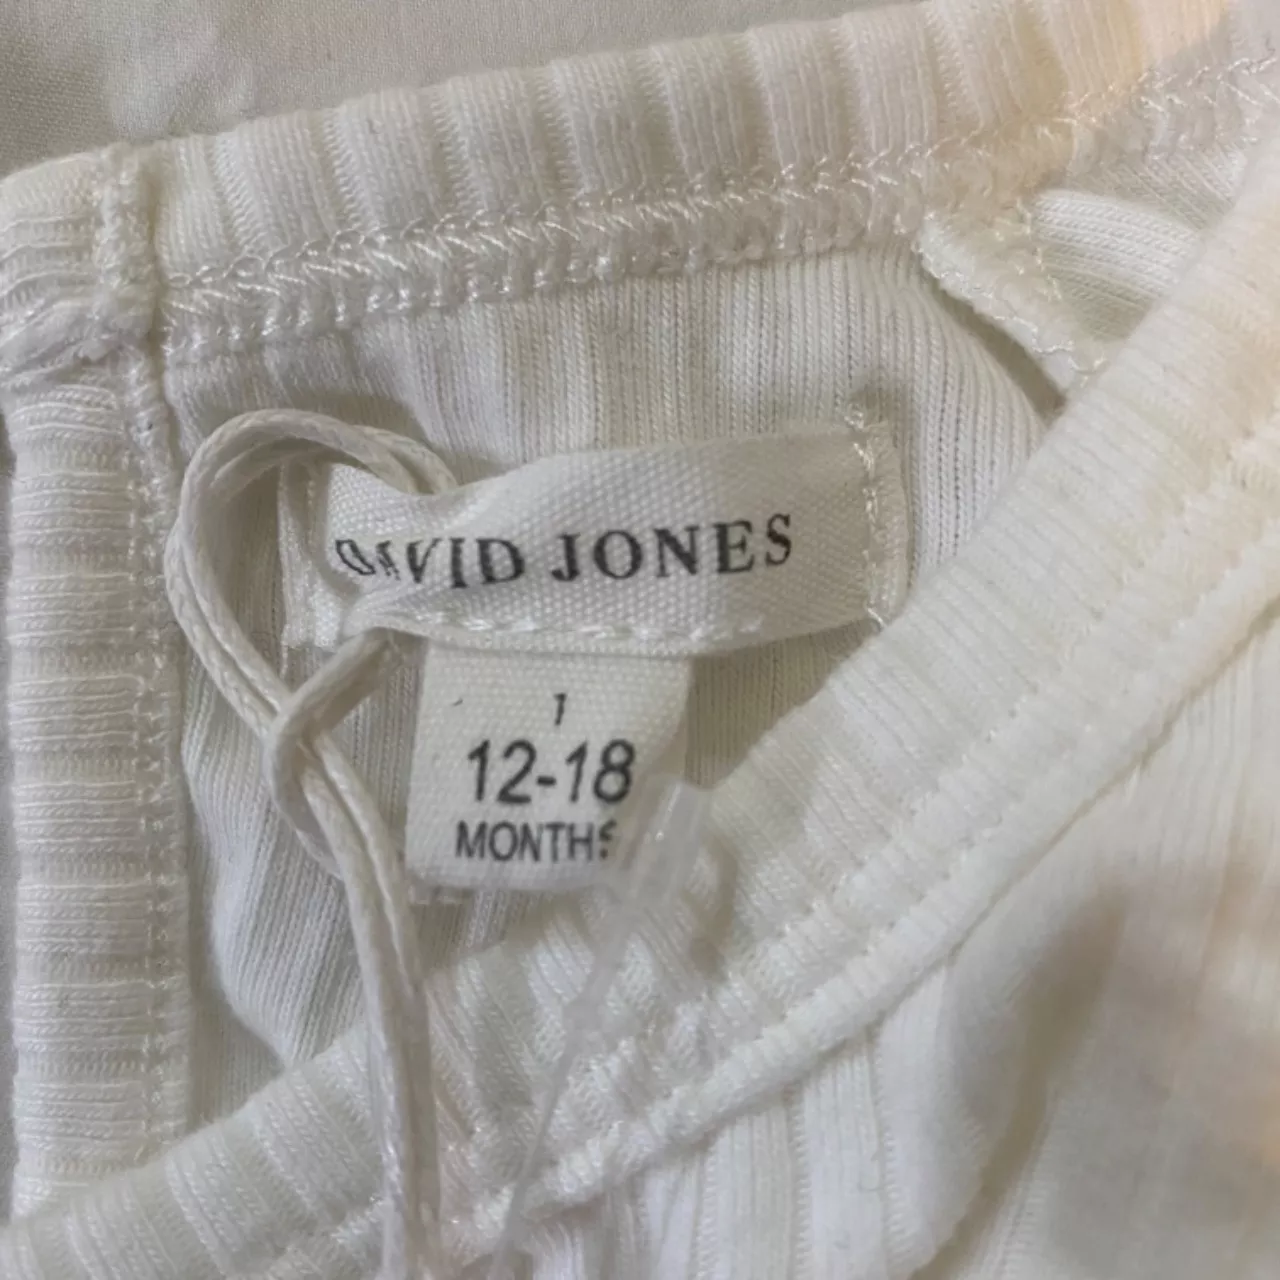 DAVID JONES
1
12-18
MONTHS